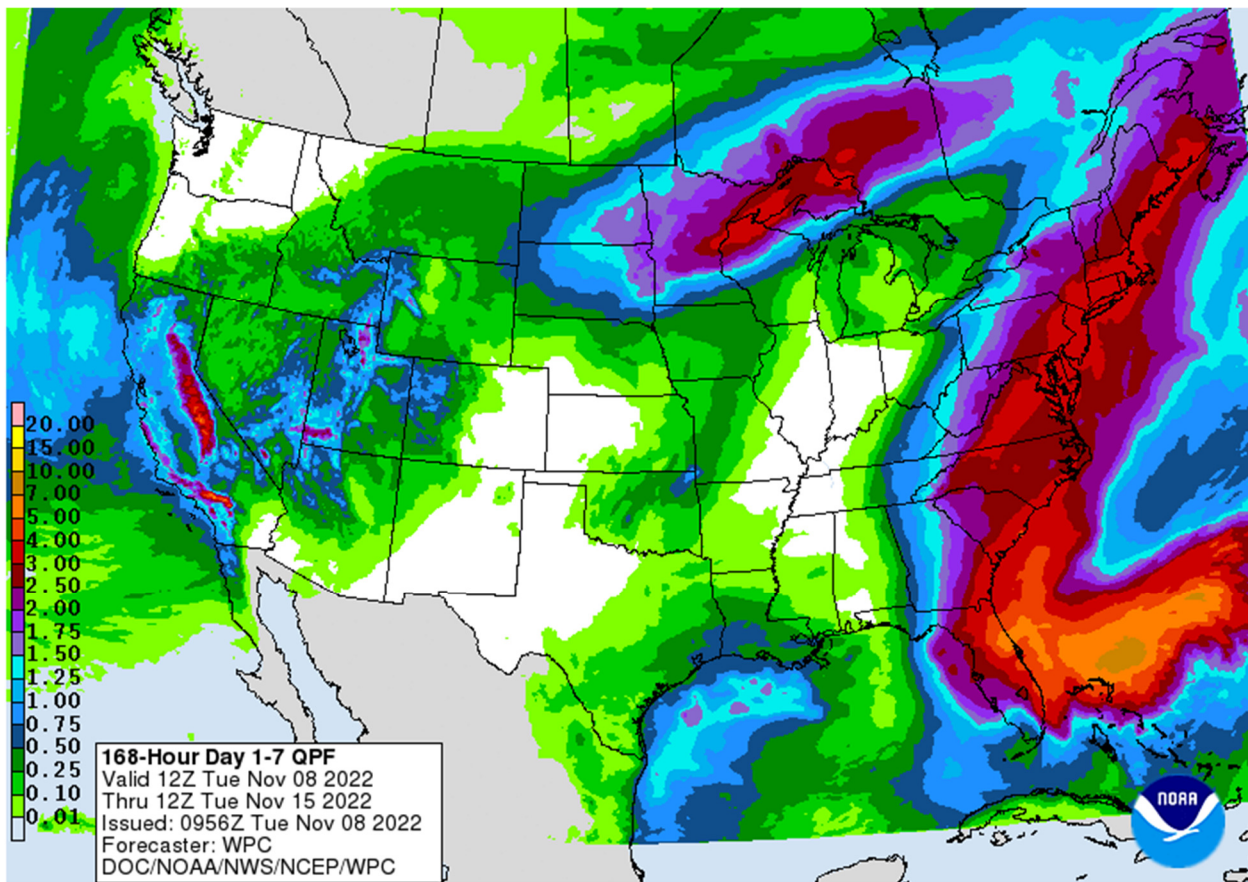 20.00
15.00
10.00
7.00
5.00
4.00
3.00
2.50
2.00
1.75
1.50
1.25
1.00
0.75
0.50
0.25
0.10
0.01
168-Hour Day 1-7 QPF
Valid 12Z Tue Nov 08 2022
Thru 12Z Tue Nov 15 2022
Issued: 0956Z Tue Nov 08 2022
Forecaster: WPC
DOC/NOAA/NWS/NCEP/WPC
NOAA